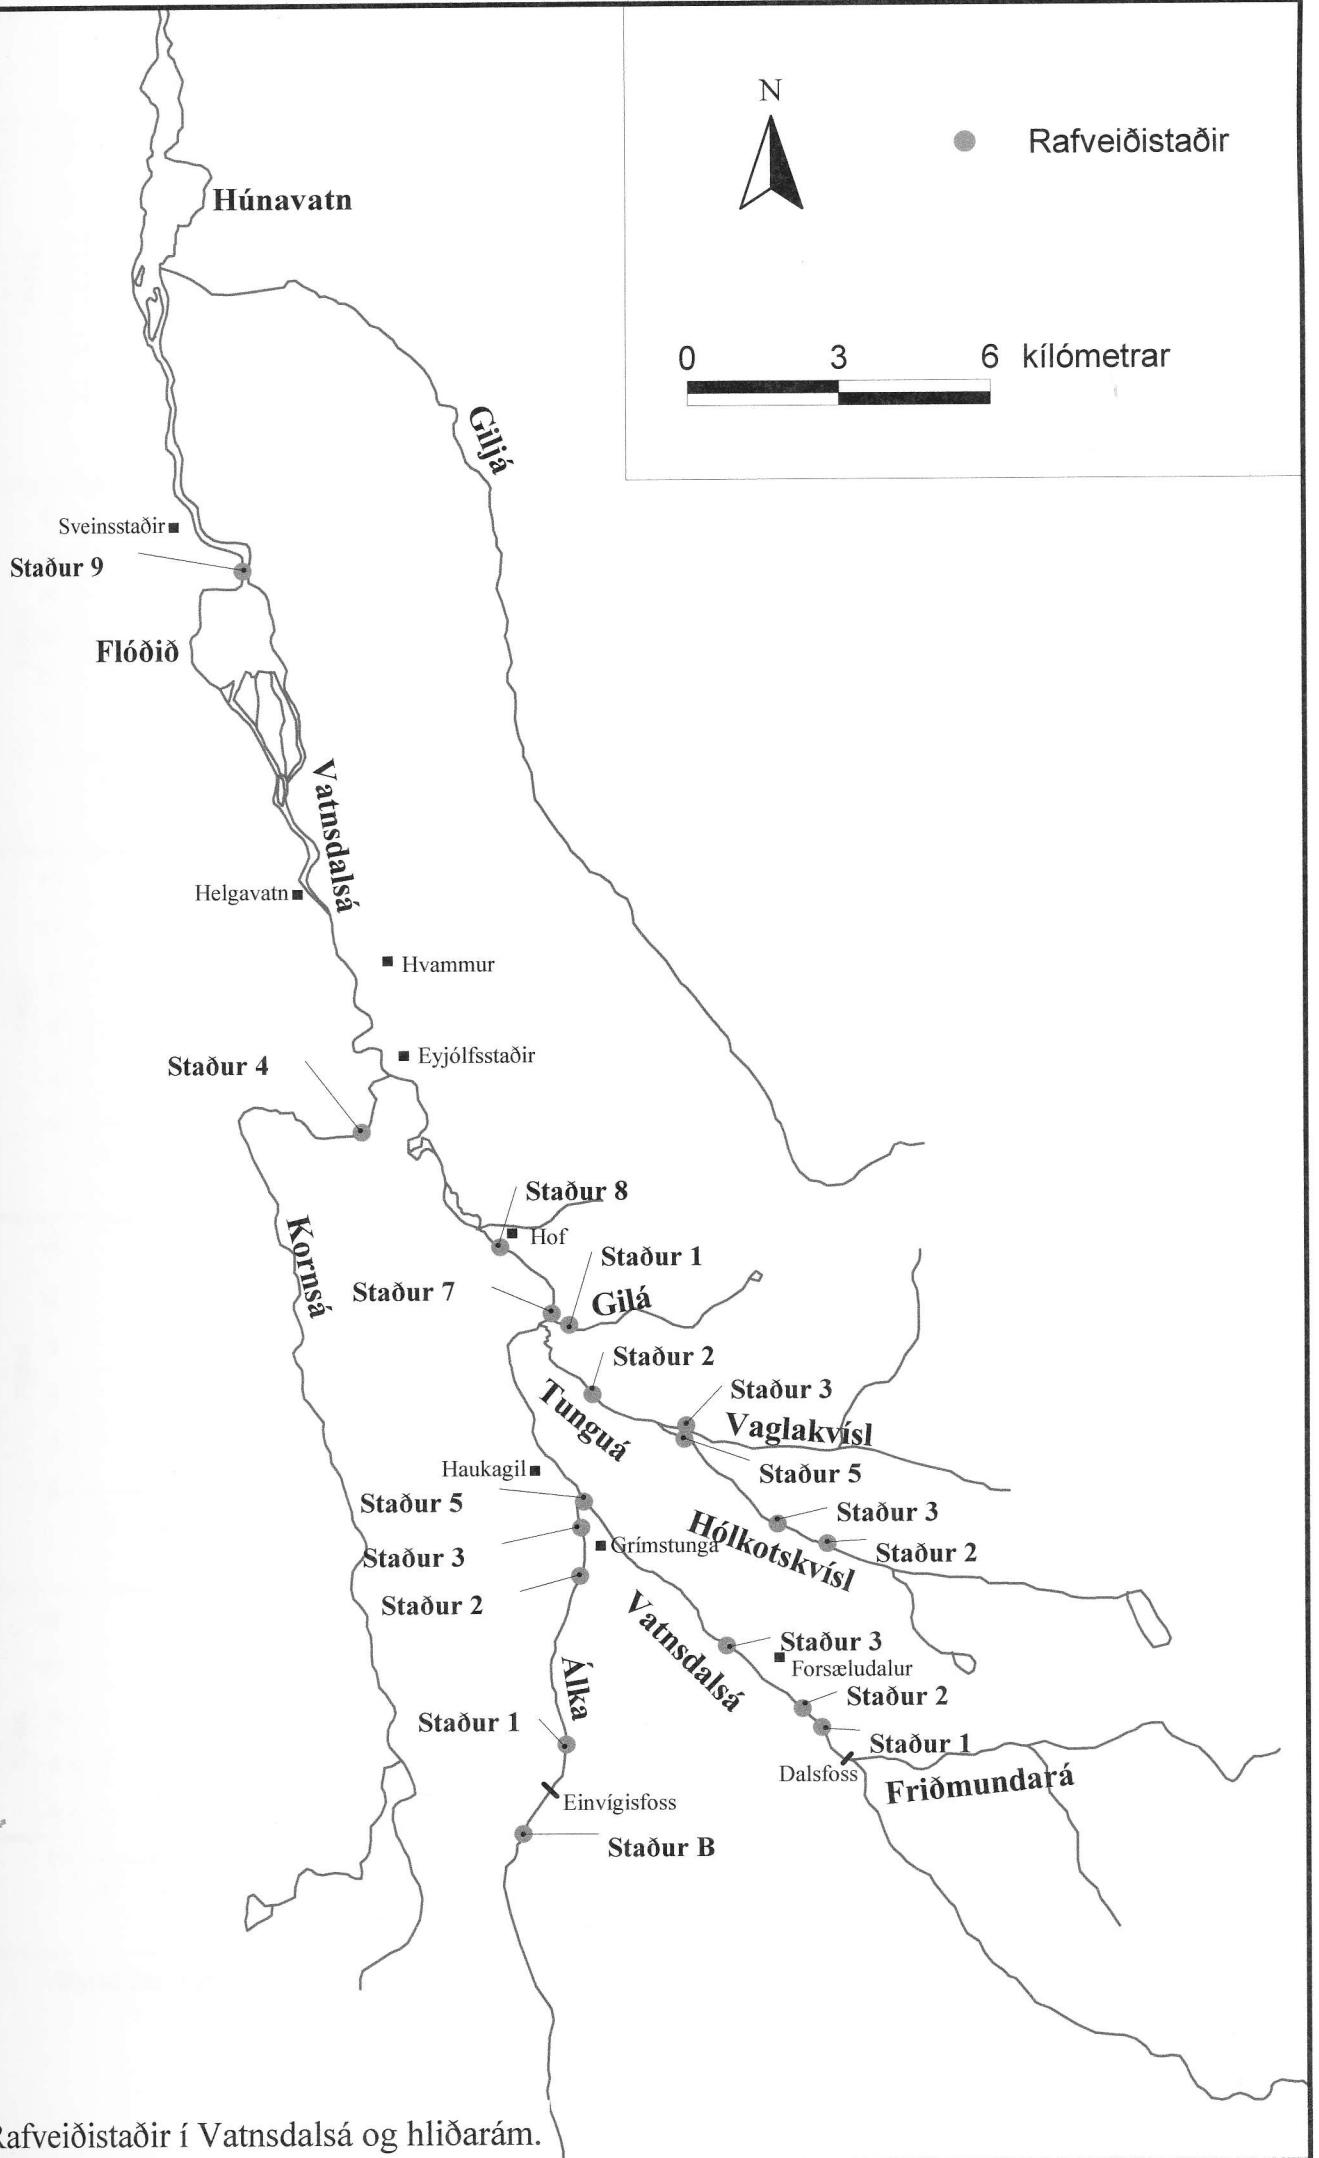 N
Rafveiðistaðir
Húnavatn
0 3 6 kílómetrar
Giljá
Sveinsstaðir
Staður 9
Flóðið
Vatnsdalsá
Helgavatn
Hvammur
Eyjólfsstaðir
Staður 4
Staður 8
Hof
Kornsá
Staður 1
Staður 7
Gilá
Staður 2
Staður 3
Tunguá
Vaglakvísl
Haukagil
Staður 5
Staður 5
Staður 3
Hólkotskvísl
Grímstunga
Staður 3
Staður 2
Staður 2
Vatnsdalsá
Staður 3
Forsæludalur
Álka
Staður 2
Staður 1
Staður 1
Dalsfoss
Friðmundará
Einvígisfoss
Staður B
Rafveiðistaðir í Vatnsdalsá og hliðarám.